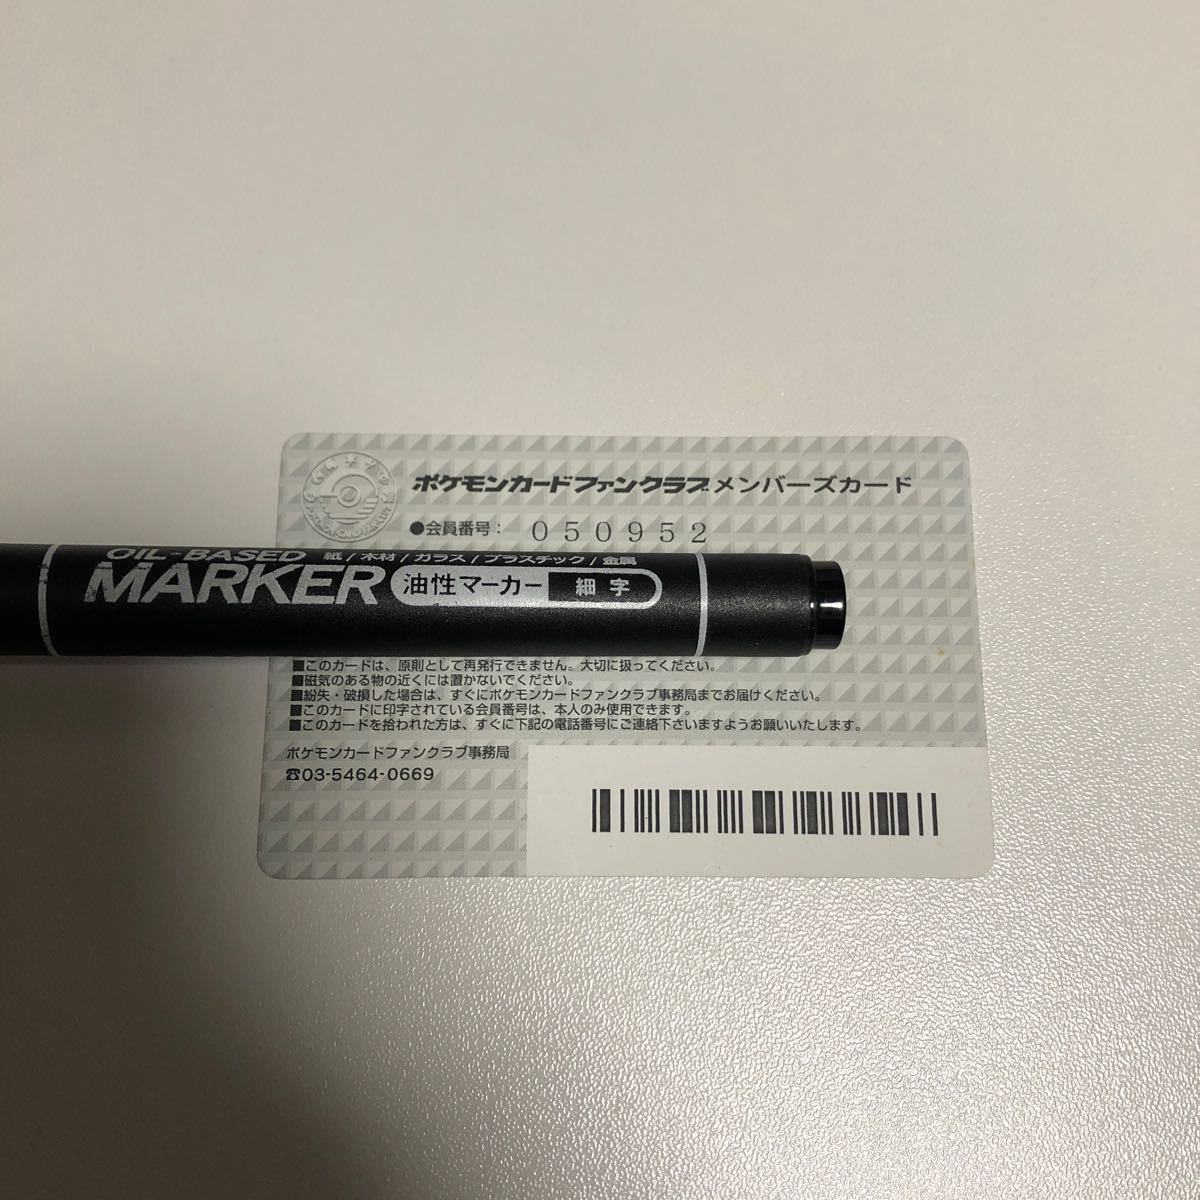 ポケモンカードファンクラブメンバーズカード
●会員番号: 050952
OIL-BASED 紙/木材/ガラス/プラスチック/金属
MARKER 油性マーカー 細字
■このカードは、原則として再発行できません。大切に扱ってください。
■磁気のある物の近くには置かないでください。
■紛失・破損した場合は、すぐにポケモンカードファンクラブ事務局までお届けください。
■このカードに印字されている会員番号は、本人のみ使用できます。
■このカードを拾われた方は、すぐに下記の電話番号にご連絡下さいますようお願いいたします。
ポケモンカードファンクラブ事務局
☎03-5464-0669